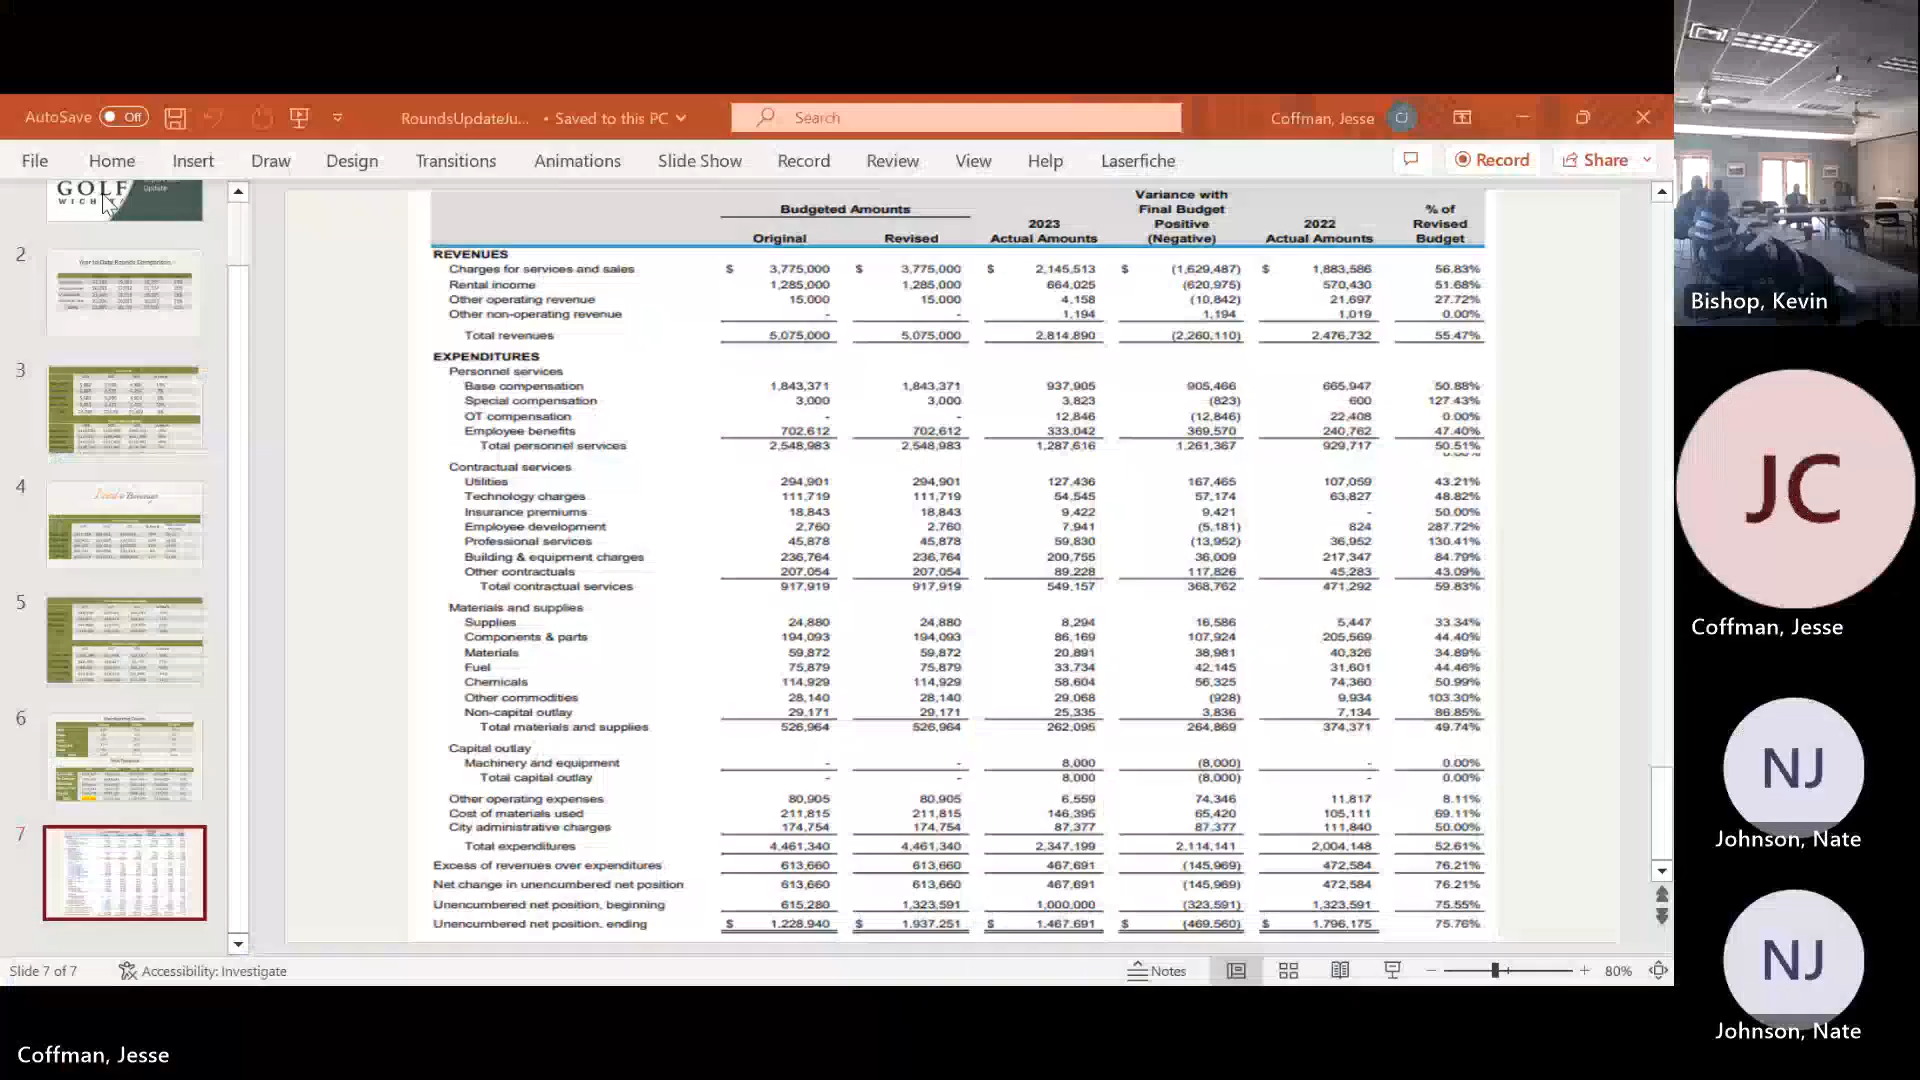 AutoSave Off RoundsUpdateJu... • Saved to this PC Search Coffman, Jesse CJ
File Home Insert Draw Design Transitions Animations Slide Show Record Review View Help Laserfiche Record Share
GOLF Update
WICHITA
2
Year to Date Rounds Comparison
3
4
5
6
7
Variance with
Budgeted Amounts Final Budget % of
2023 Positive 2022 Revised
Original Revised Actual Amounts (Negative) Actual Amounts Budget
REVENUES
Charges for services and sales $ 3,775,000 $ 3,775,000 $ 2,145,513 $ (1,629,487) $ 1,883,586 56.83%
Rental income 1,285,000 1,285,000 664,025 (620,975) 570,430 51.68%
Other operating revenue 15,000 15,000 4,158 (10,842) 21,697 27.72%
Other non-operating revenue - - 1,194 1,194 1,019 0.00%
Total revenues 5,075,000 5,075,000 2,814,890 (2,260,110) 2,476,732 55.47%
EXPENDITURES
Personnel services
Base compensation 1,843,371 1,843,371 937,905 905,466 665,947 50.88%
Special compensation 3,000 3,000 3,823 (823) 600 127.43%
OT compensation - - 12,846 (12,846) 22,408 0.00%
Employee benefits 702,612 702,612 333,042 369,570 240,762 47.40%
Total personnel services 2,548,983 2,548,983 1,287,616 1,261,367 929,717 50.51%
0.00%
Contractual services
Utilities 294,901 294,901 127,436 167,465 107,059 43.21%
Technology charges 111,719 111,719 54,545 57,174 63,827 48.82%
Insurance premiums 18,843 18,843 9,422 9,421 - 50.00%
Employee development 2,760 2,760 7,941 (5,181) 824 287.72%
Professional services 45,878 45,878 59,830 (13,952) 36,952 130.41%
Building & equipment charges 236,764 236,764 200,755 36,009 217,347 84.79%
Other contractuals 207,054 207,054 89,228 117,826 45,283 43.09%
Total contractual services 917,919 917,919 549,157 368,762 471,292 59.83%
Materials and supplies
Supplies 24,880 24,880 8,294 16,586 5,447 33.34%
Components & parts 194,093 194,093 86,169 107,924 205,569 44.40%
Materials 59,872 59,872 20,891 38,981 40,326 34.89%
Fuel 75,879 75,879 33,734 42,145 31,601 44.46%
Chemicals 114,929 114,929 58,604 56,325 74,360 50.99%
Other commodities 28,140 28,140 29,068 (928) 9,934 103.30%
Non-capital outlay 29,171 29,171 25,335 3,836 7,134 86.85%
Total materials and supplies 526,964 526,964 262,095 264,869 374,371 49.74%
Capital outlay
Machinery and equipment - - 8,000 (8,000) - 0.00%
Total capital outlay - - 8,000 (8,000) - 0.00%
Other operating expenses 80,905 80,905 6,559 74,346 11,817 8.11%
Cost of materials used 211,815 211,815 146,395 65,420 105,111 69.11%
City administrative charges 174,754 174,754 87,377 87,377 111,840 50.00%
Total expenditures 4,461,340 4,461,340 2,347,199 2,114,141 2,004,148 52.61%
Excess of revenues over expenditures 613,660 613,660 467,691 (145,969) 472,584 76.21%
Net change in unencumbered net position 613,660 613,660 467,691 (145,969) 472,584 76.21%
Unencumbered net position, beginning 615,280 1,323,591 1,000,000 (323,591) 1,323,591 75.55%
Unencumbered net position, ending $ 1,228,940 $ 1,937,251 $ 1,467,691 $ (469,560) $ 1,796,175 75.76%
Slide 7 of 7 Accessibility: Investigate Notes 80%
Bishop, Kevin
JC
Coffman, Jesse
NJ
Johnson, Nate
NJ
Johnson, Nate
Coffman, Jesse